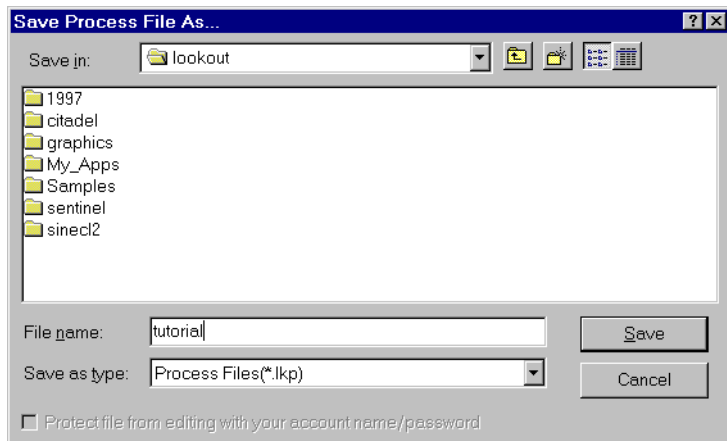 Save Process File As...
Save in: lookout
1997
citadel
graphics
My_Apps
Samples
sentinel
sinecl2
File name: tutorial
Save
Save as type: Process Files(*.lkp)
Cancel
Protect file from editing with your account name/password